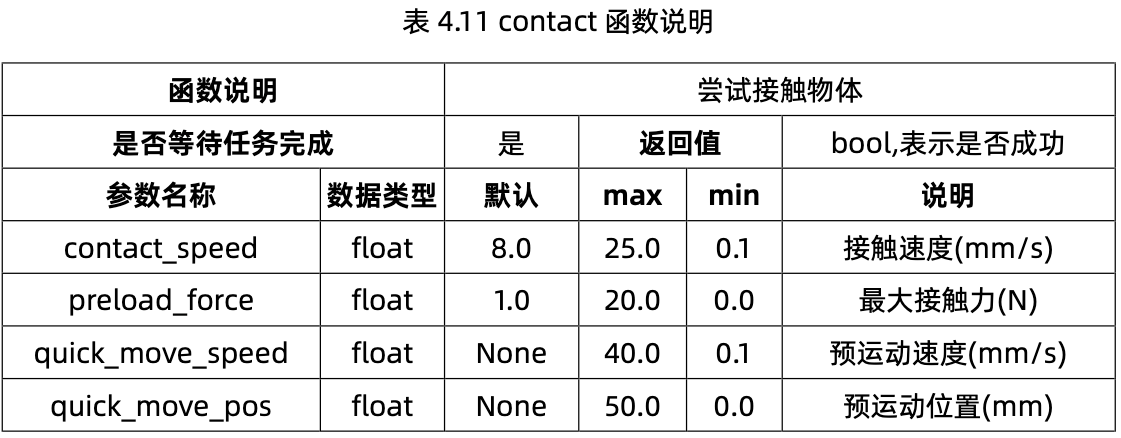 表 4.11 contact 函数说明
函数说明 尝试接触物体
是否等待任务完成 是 返回值 bool,表示是否成功
参数名称 数据类型 默认 max min 说明
contact_speed float 8.0 25.0 0.1 接触速度(mm/s)
preload_force float 1.0 20.0 0.0 最大接触力(N)
quick_move_speed float None 40.0 0.1 预运动速度(mm/s)
quick_move_pos float None 50.0 0.0 预运动位置(mm)